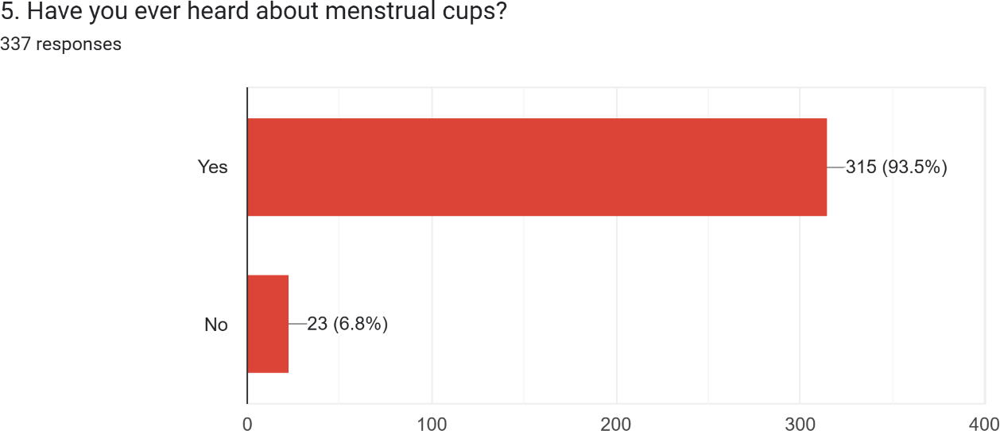 5. Have you ever heard about menstrual cups?
337 responses
Yes
315 (93.5%)
No
23 (6.8%)
0 100 200 300 400